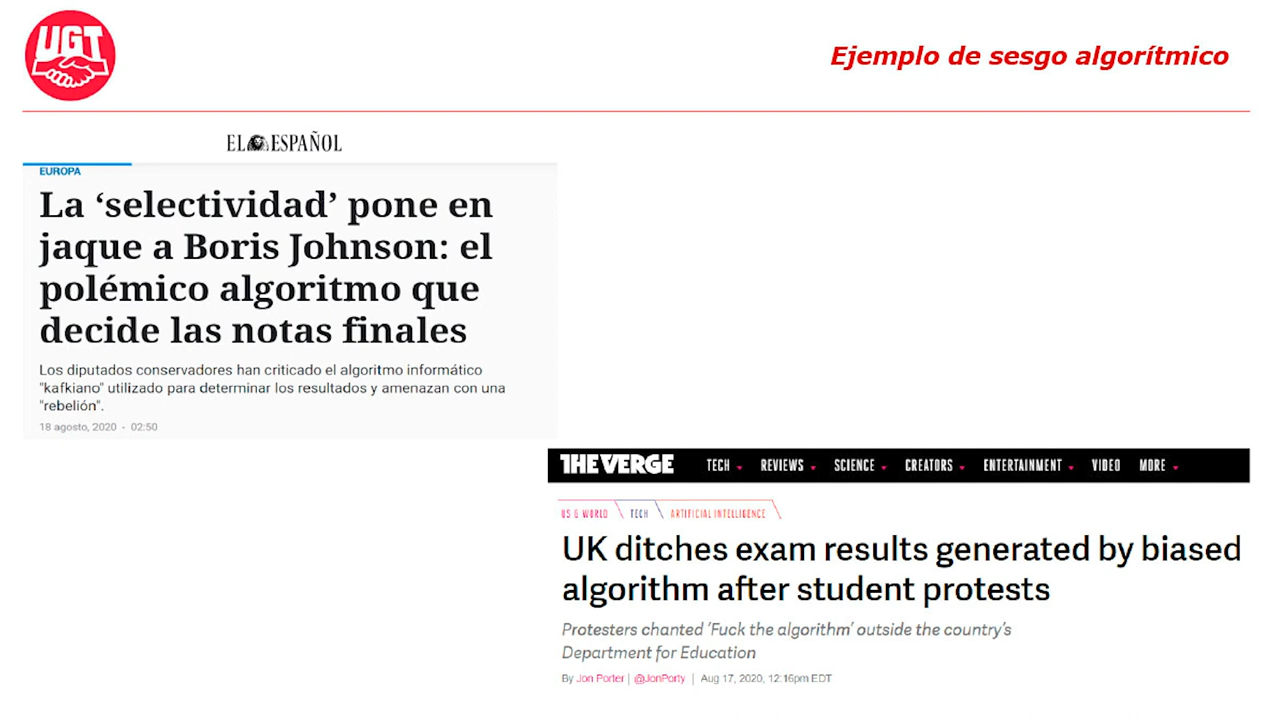 UGT
Ejemplo de sesgo algorítmico
EL ESPAÑOL
EUROPA
La ‘selectividad’ pone en
jaque a Boris Johnson: el
polémico algoritmo que
decide las notas finales
Los diputados conservadores han criticado el algoritmo informático
"kafkiano" utilizado para determinar los resultados y amenazan con una
"rebelión".
18 agosto, 2020 - 02:50
THE VERGE TECH REVIEWS SCIENCE CREATORS ENTERTAINMENT VIDEO MORE
US & WORLD TECH ARTIFICIAL INTELLIGENCE
UK ditches exam results generated by biased
algorithm after student protests
Protesters chanted ‘Fuck the algorithm’ outside the country’s
Department for Education
By Jon Porter | @JonPorty | Aug 17, 2020, 12:16pm EDT